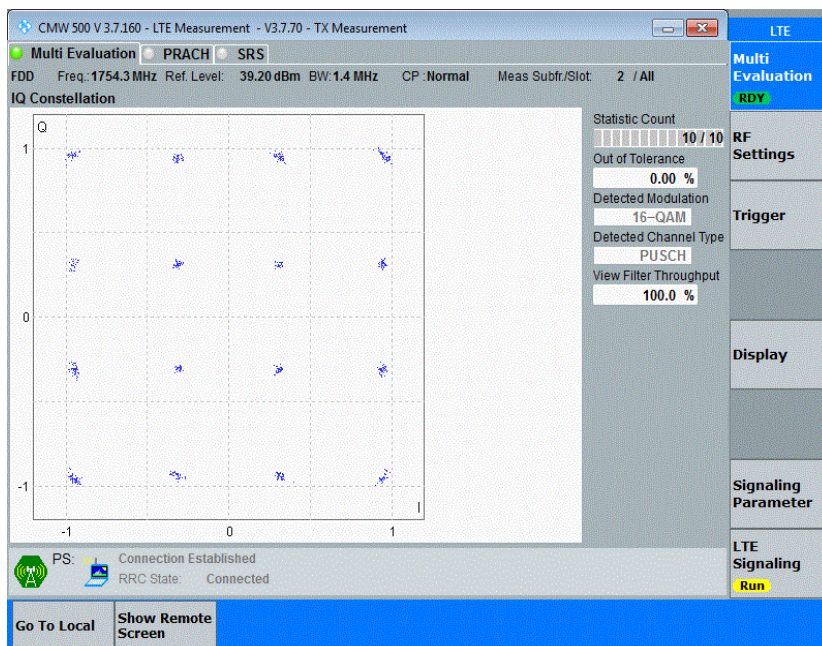 CMW 500 V 3.7.160 - LTE Measurement - V3.7.70 - TX Measurement
LTE
Multi Evaluation PRACH SRS
FDD Freq.: 1754.3 MHz Ref. Level: 39.20 dBm BW: 1.4 MHz CP : Normal Meas Subfr./Slot: 2 / All
IQ Constellation
Q
1
0
-1
I
-1 0 1
Statistic Count
10 / 10
Out of Tolerance
0.00 %
Detected Modulation
16-QAM
Detected Channel Type
PUSCH
View Filter Throughput
100.0 %
Multi
Evaluation
RDY
RF
Settings
Trigger
Display
Signaling
Parameter
LTE
Signaling
Run
PS: Connection Established
RRC State: Connected
Go To Local
Show Remote
Screen